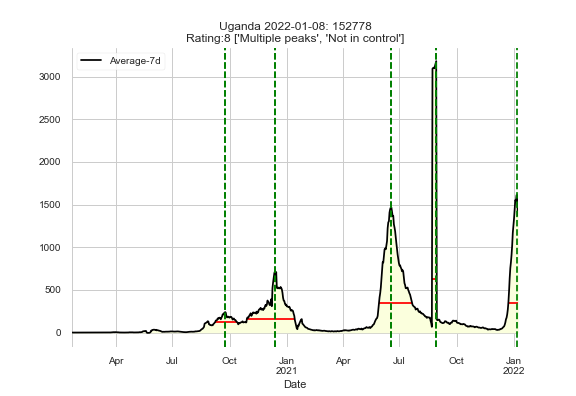 Uganda 2022-01-08: 152778
Rating:8 ['Multiple peaks', 'Not in control']
Average-7d
3000
2500
2000
1500
1000
500
0
Apr Jul Oct Jan Apr Jul Oct Jan
2021 2022
Date